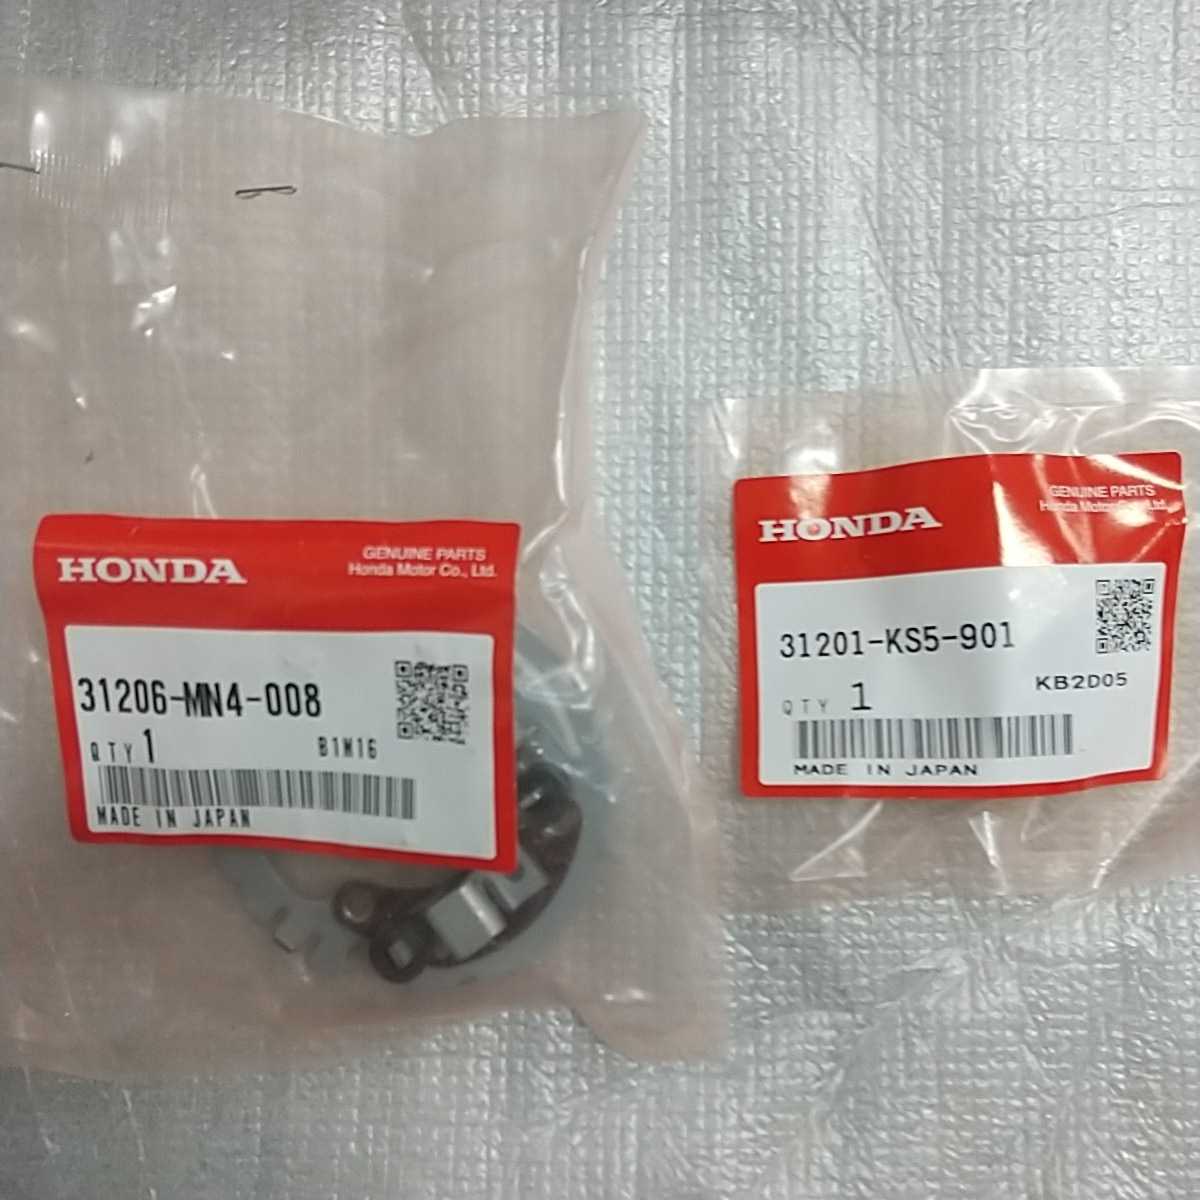 HONDA
GENUINE PARTS
Honda Motor Co., Ltd.
31206-MN4-008
QTY 1
B1M16
MADE IN JAPAN
HONDA
GENUINE PARTS
Honda Motor Co., Ltd.
31201-KS5-901
QTY 1
KB2D05
MADE IN JAPAN